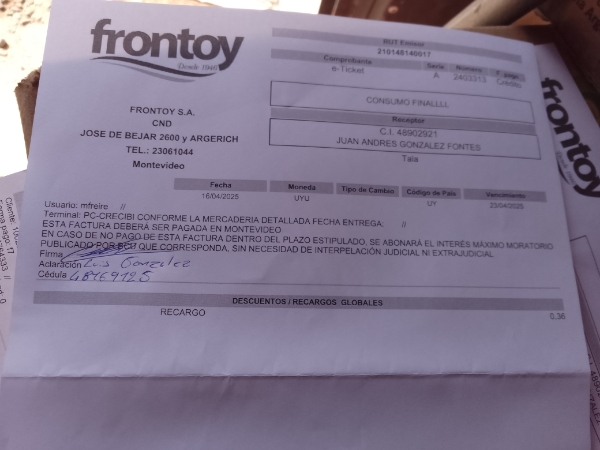 frontoy
Desde 1940
RUT Emisor
210148140017
Comprobante Serie Número F. pago
e-Ticket A 2403313 Crédito
CONSUMO FINALLLL
Receptor
C.I. 48902921
JUAN ANDRES GONZALEZ FONTES
Tala
FRONTOY S.A.
CND
JOSE DE BEJAR 2600 y ARGERICH
TEL.: 23061044
Montevideo
Fecha Moneda Tipo de Cambio Código de País Vencimiento
16/04/2025 UYU UY 23/04/2025
Usuario: mfreire //
Terminal: PC-CRECIBI CONFORME LA MERCADERIA DETALLADA FECHA ENTREGA: //
ESTA FACTURA DEBERA SER PAGADA EN MONTEVIDEO
EN CASO DE NO PAGO DE ESTA FACTURA DENTRO DEL PLAZO ESTIPULADO, SE ABONARÁ EL INTERÉS MÁXIMO MORATORIO
PUBLICADO POR BCU QUE CORRESPONDA, SIN NECESIDAD DE INTERPELACIÓN JUDICIAL NI EXTRAJUDICIAL
Firma
Aclaración Luis Gonzalez
Cédula 48169125
DESCUENTOS / RECARGOS GLOBALES
RECARGO 0,36
frontoy